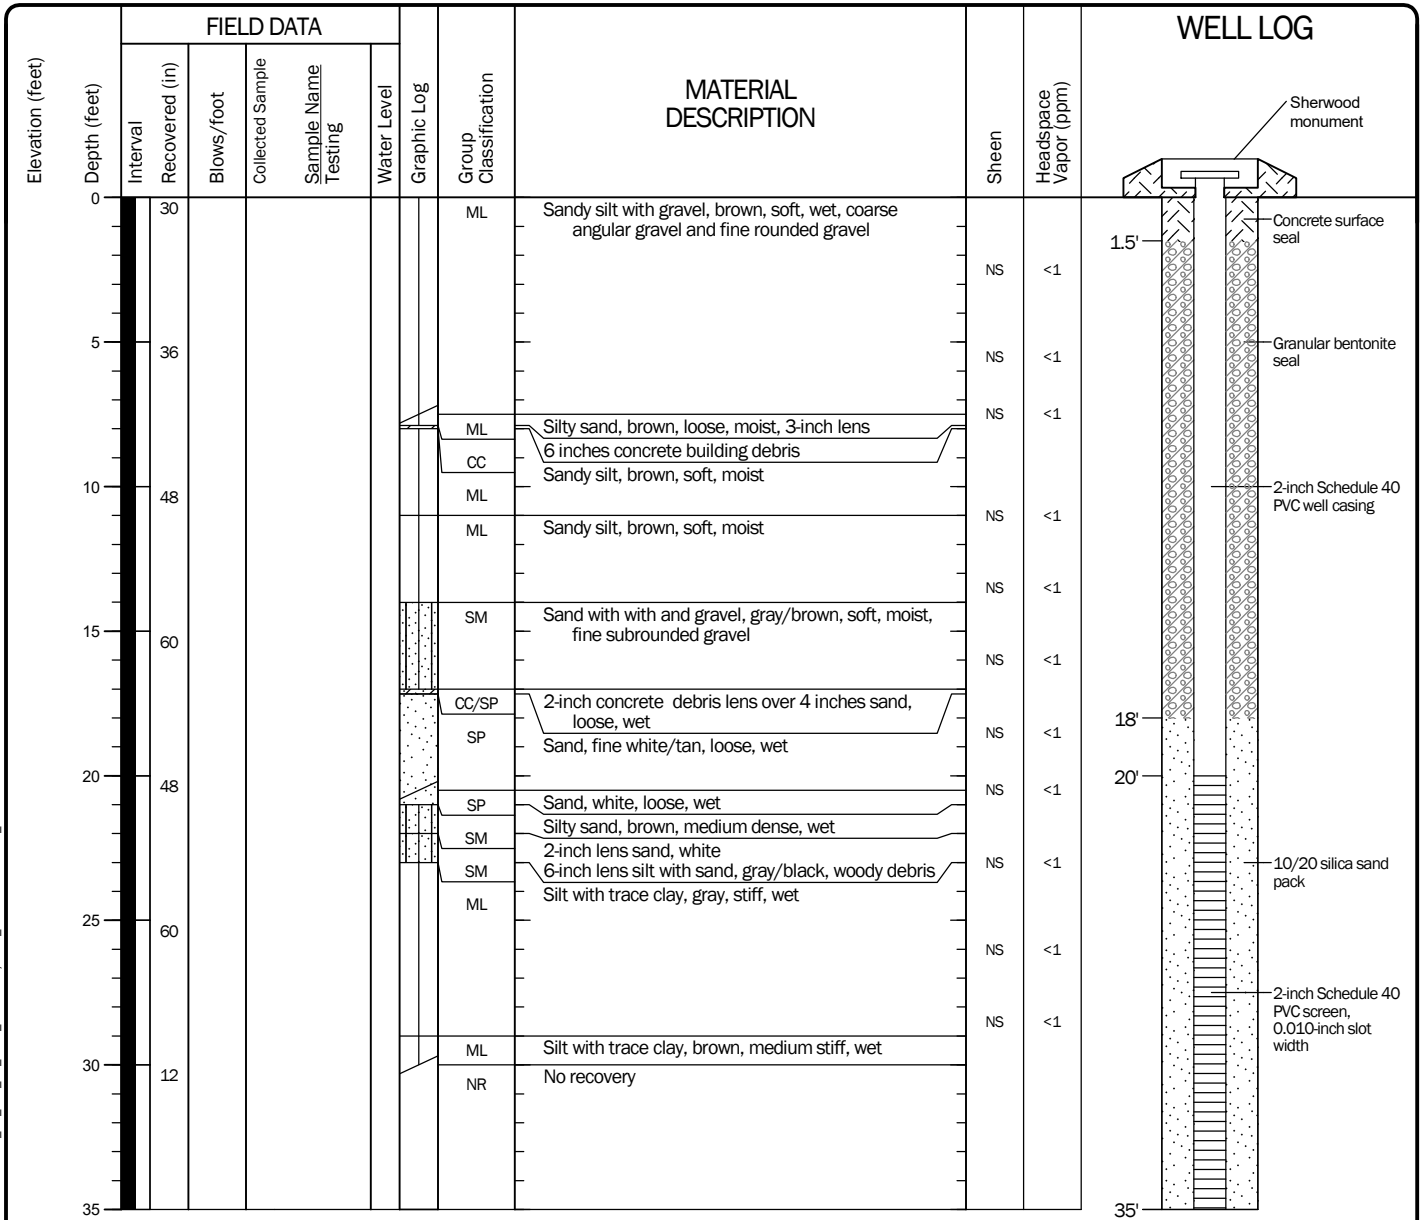 FIELD DATA
WELL LOG
Elevation (feet)
Depth (feet)
Interval
Recovered (in)
Blows/foot
Collected Sample
Sample Name
Testing
Water Level
Graphic Log
Group
Classification
MATERIAL
DESCRIPTION
Sheen
Headspace
Vapor (ppm)
Sherwood
monument
0
30
ML
Sandy silt with gravel, brown, soft, wet, coarse
angular gravel and fine rounded gravel
Concrete surface
seal
1.5'
NS
<1
5
36
NS
<1
Granular bentonite
seal
NS
<1
ML
Silty sand, brown, loose, moist, 3-inch lens
6 inches concrete building debris
CC
Sandy silt, brown, soft, moist
10
48
ML
2-inch Schedule 40
PVC well casing
NS
<1
ML
Sandy silt, brown, soft, moist
NS
<1
SM
Sand with with and gravel, gray/brown, soft, moist,
fine subrounded gravel
15
60
NS
<1
CC/SP
2-inch concrete debris lens over 4 inches sand,
loose, wet
18'
NS
<1
SP
Sand, fine white/tan, loose, wet
20
48
20'
NS
<1
SP
Sand, white, loose, wet
Silty sand, brown, medium dense, wet
SM
2-inch lens sand, white
SM
6-inch lens silt with sand, gray/black, woody debris
NS
<1
10/20 silica sand
pack
ML
Silt with trace clay, gray, stiff, wet
25
60
NS
<1
2-inch Schedule 40
PVC screen,
0.010-inch slot
width
NS
<1
ML
Silt with trace clay, brown, medium stiff, wet
30
12
NR
No recovery
35
35'